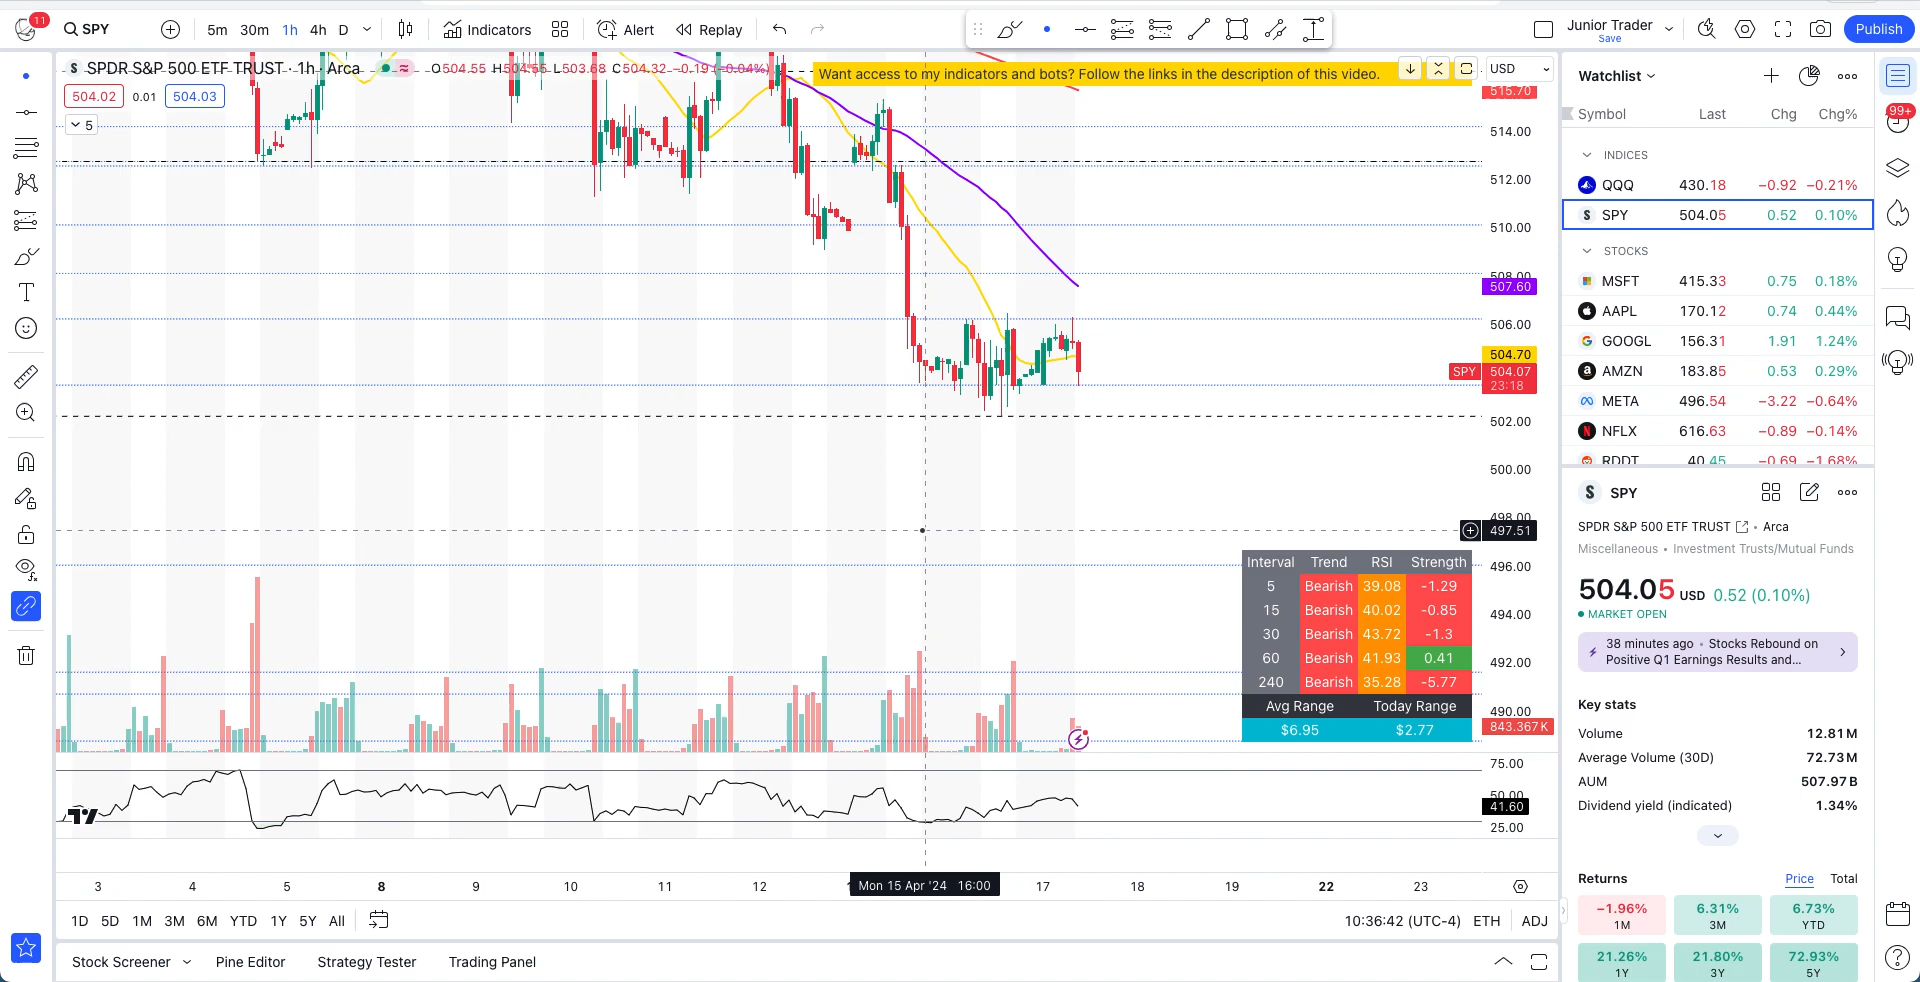 11
SPY
5m 30m 1h 4h D
Indicators
Alert
Replay
Junior Trader
Save
Publish
S SPDR S&P 500 ETF TRUST · 1h · Arca
O504.55 H504.55 L503.68 C504.32 −0.19 (−0.04%)
504.02 0.01 504.03
5
Want access to my indicators and bots? Follow the links in the description of this video.
USD
515.70
514.00
512.00
510.00
508.00
507.60
506.00
504.70
SPY 504.07
23:18
502.00
500.00
498.00
497.51
496.00
494.00
492.00
490.00
843.367K
Interval Trend RSI Strength
5 Bearish 39.08 -1.29
15 Bearish 40.02 -0.85
30 Bearish 43.72 -1.3
60 Bearish 41.93 0.41
240 Bearish 35.28 -5.77
Avg Range Today Range
$6.95 $2.77
75.00
50.00
41.60
25.00
3 4 5 8 9 10 11 12 Mon 15 Apr '24 16:00 17 18 19 22 23
1D 5D 1M 3M 6M YTD 1Y 5Y All
10:36:42 (UTC-4) ETH ADJ
Stock Screener Pine Editor Strategy Tester Trading Panel
Watchlist
Symbol Last Chg Chg%
INDICES
QQQ 430.18 −0.92 −0.21%
S SPY 504.05 0.52 0.10%
STOCKS
MSFT 415.33 0.75 0.18%
AAPL 170.12 0.74 0.44%
GOOGL 156.31 1.91 1.24%
AMZN 183.85 0.53 0.29%
META 496.54 −3.22 −0.64%
NFLX 616.63 −0.89 −0.14%
RDDT 40.45 −0.69 −1.68%
99+
S SPY
SPDR S&P 500 ETF TRUST • Arca
Miscellaneous • Investment Trusts/Mutual Funds
504.05 USD 0.52 (0.10%)
MARKET OPEN
38 minutes ago • Stocks Rebound on
Positive Q1 Earnings Results and...
Key stats
Volume 12.81M
Average Volume (30D) 72.73M
AUM 507.97B
Dividend yield (indicated) 1.34%
Returns Price Total
−1.96% 6.31% 6.73%
1M 3M YTD
21.26% 21.80% 72.93%
1Y 3Y 5Y